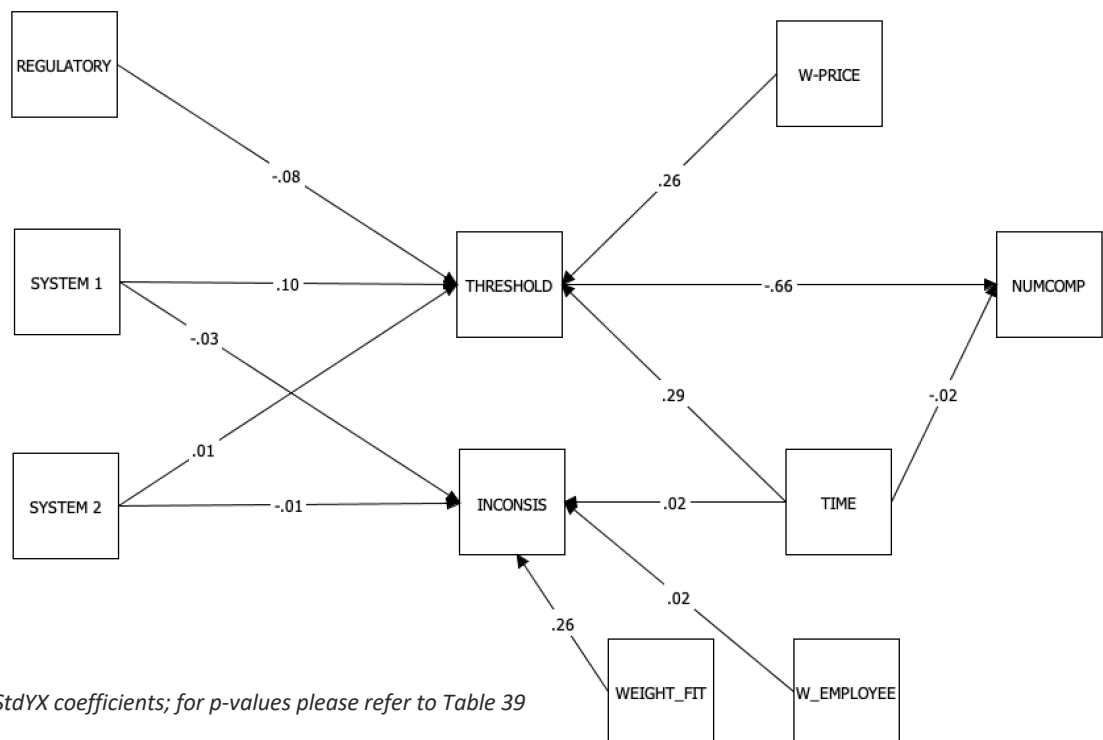 REGULATORY
W-PRICE
-.08
.26
SYSTEM 1
.10
THRESHOLD
-.66
NUMCOMP
-.03
.29
-.02
.01
SYSTEM 2
-.01
INCONSIS
.02
TIME
.02
.26
WEIGHT_FIT
W_EMPLOYEE
StdYX coefficients; for p-values please refer to Table 39